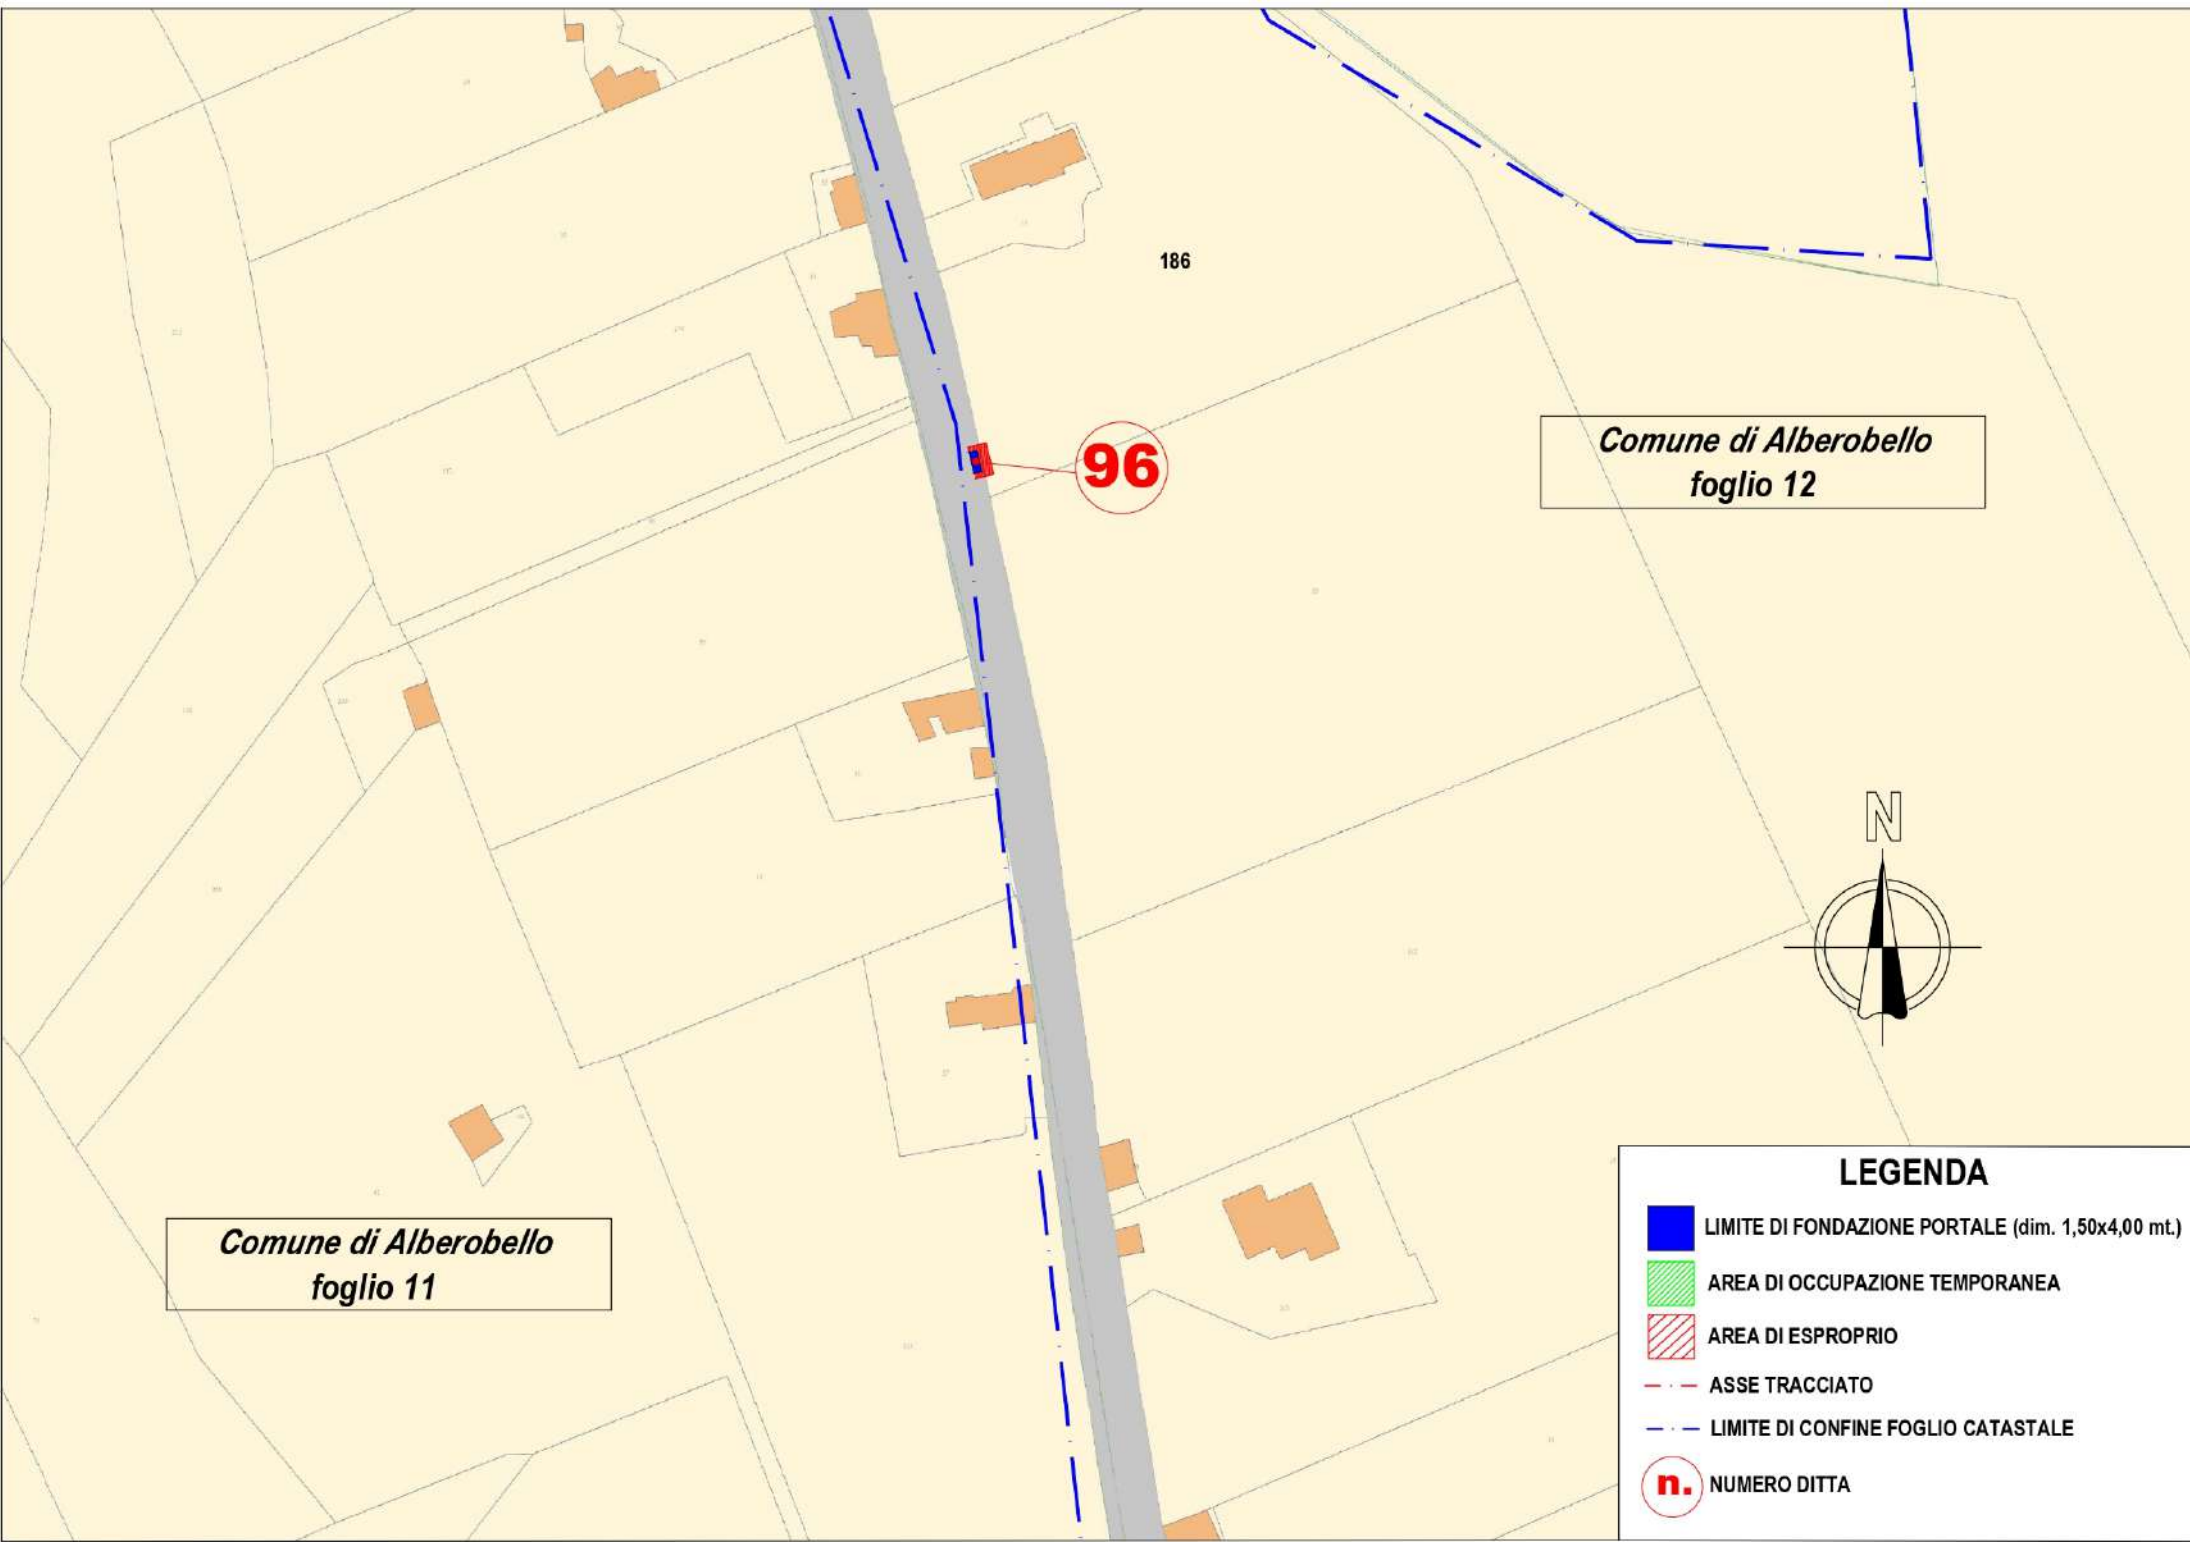 186
96
Comune di Alberobello
foglio 12
N
Comune di Alberobello
foglio 11
LEGENDA
LIMITE DI FONDAZIONE PORTALE (dim. 1,50x4,00 mt.)
AREA DI OCCUPAZIONE TEMPORANEA
AREA DI ESPROPRIO
ASSE TRACCIATO
LIMITE DI CONFINE FOGLIO CATASTALE
n. NUMERO DITTA